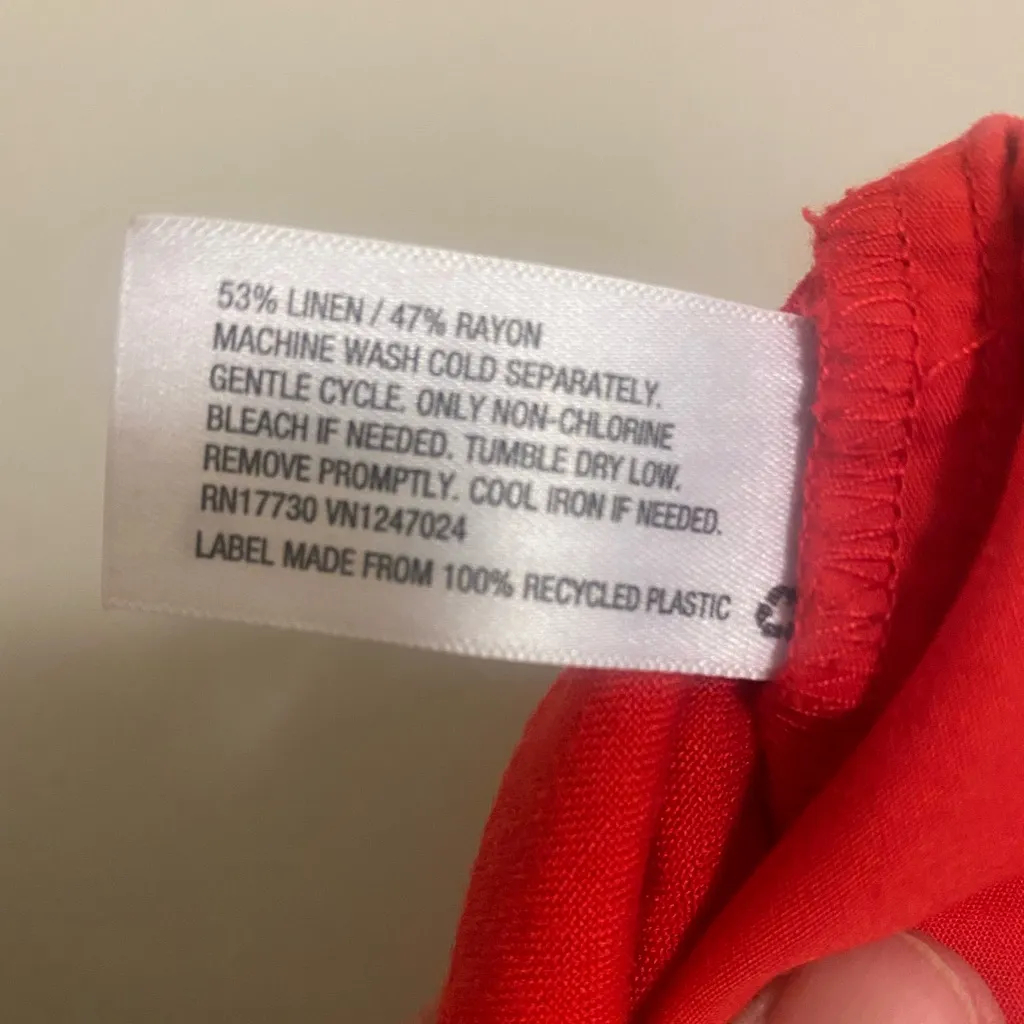 53% LINEN / 47% RAYON
MACHINE WASH COLD SEPARATELY.
GENTLE CYCLE. ONLY NON-CHLORINE
BLEACH IF NEEDED. TUMBLE DRY LOW.
REMOVE PROMPTLY. COOL IRON IF NEEDED.
RN17730 VN1247024
LABEL MADE FROM 100% RECYCLED PLASTIC